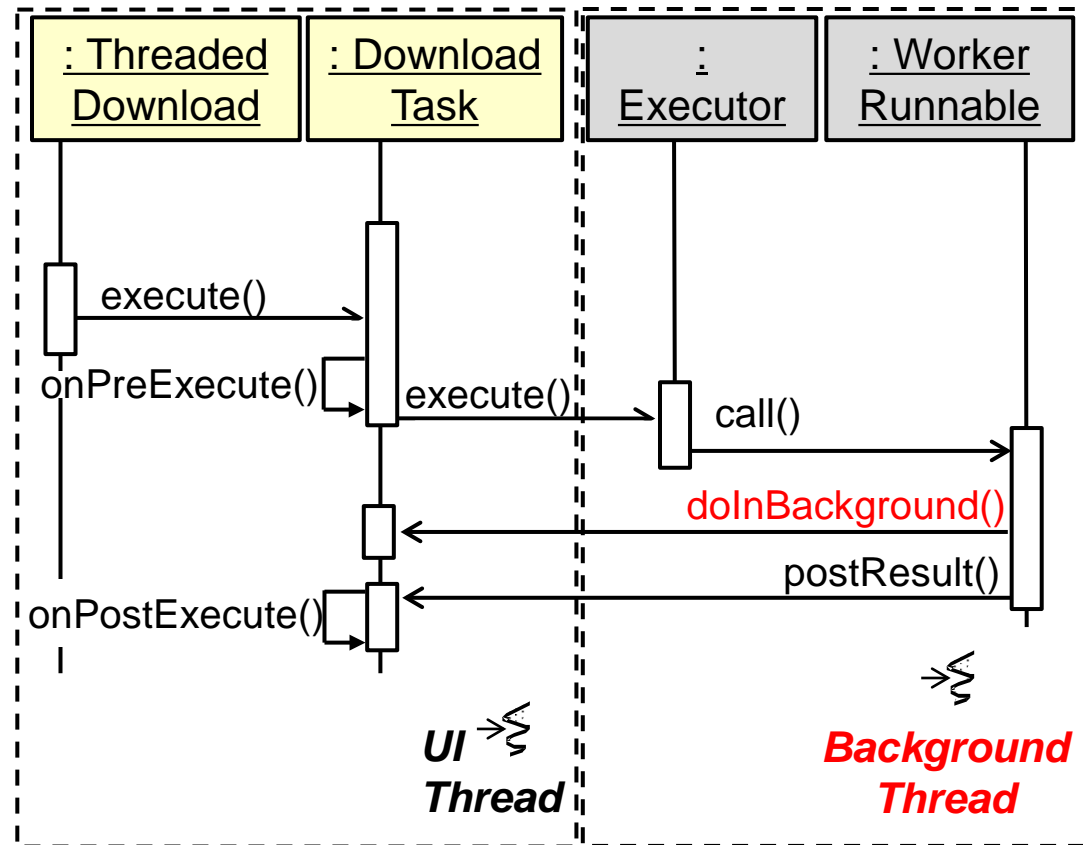 : Threaded
Download
: Download
Task
:
Executor
: Worker
Runnable
execute()
onPreExecute()
execute()
call()
doInBackground()
postResult()
onPostExecute()
UI
Thread
Background
Thread